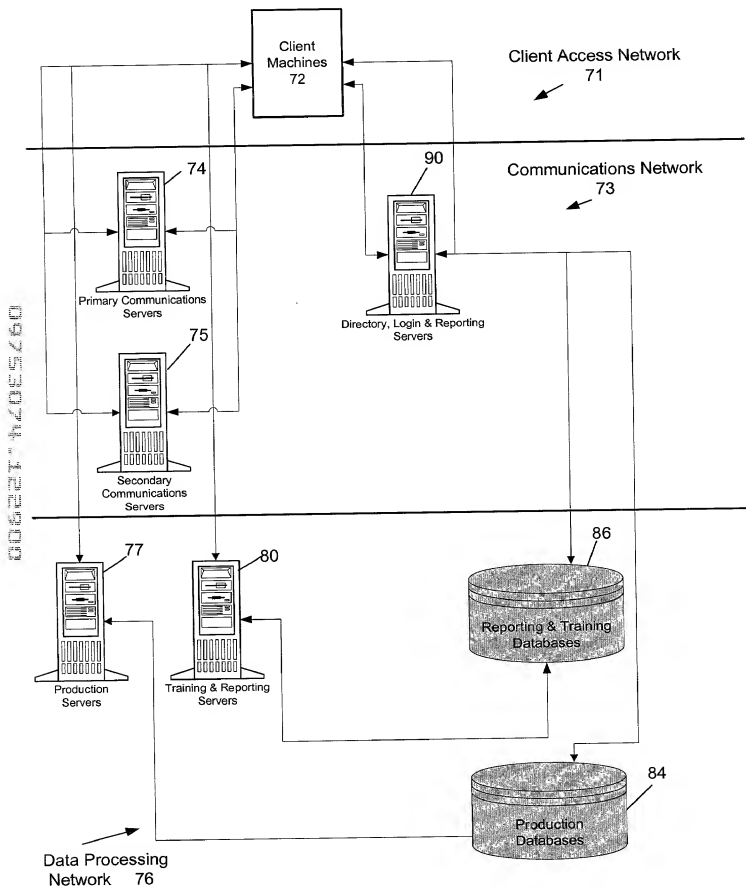 Client
Machines
72
Client Access Network
71
74
90
Communications Network
73
Primary Communications
Servers
Directory, Login & Reporting
Servers
75
Secondary
Communications
Servers
77
80
86
Reporting & Training
Databases
Production
Servers
Training & Reporting
Servers
84
Production
Databases
Data Processing
Network 76